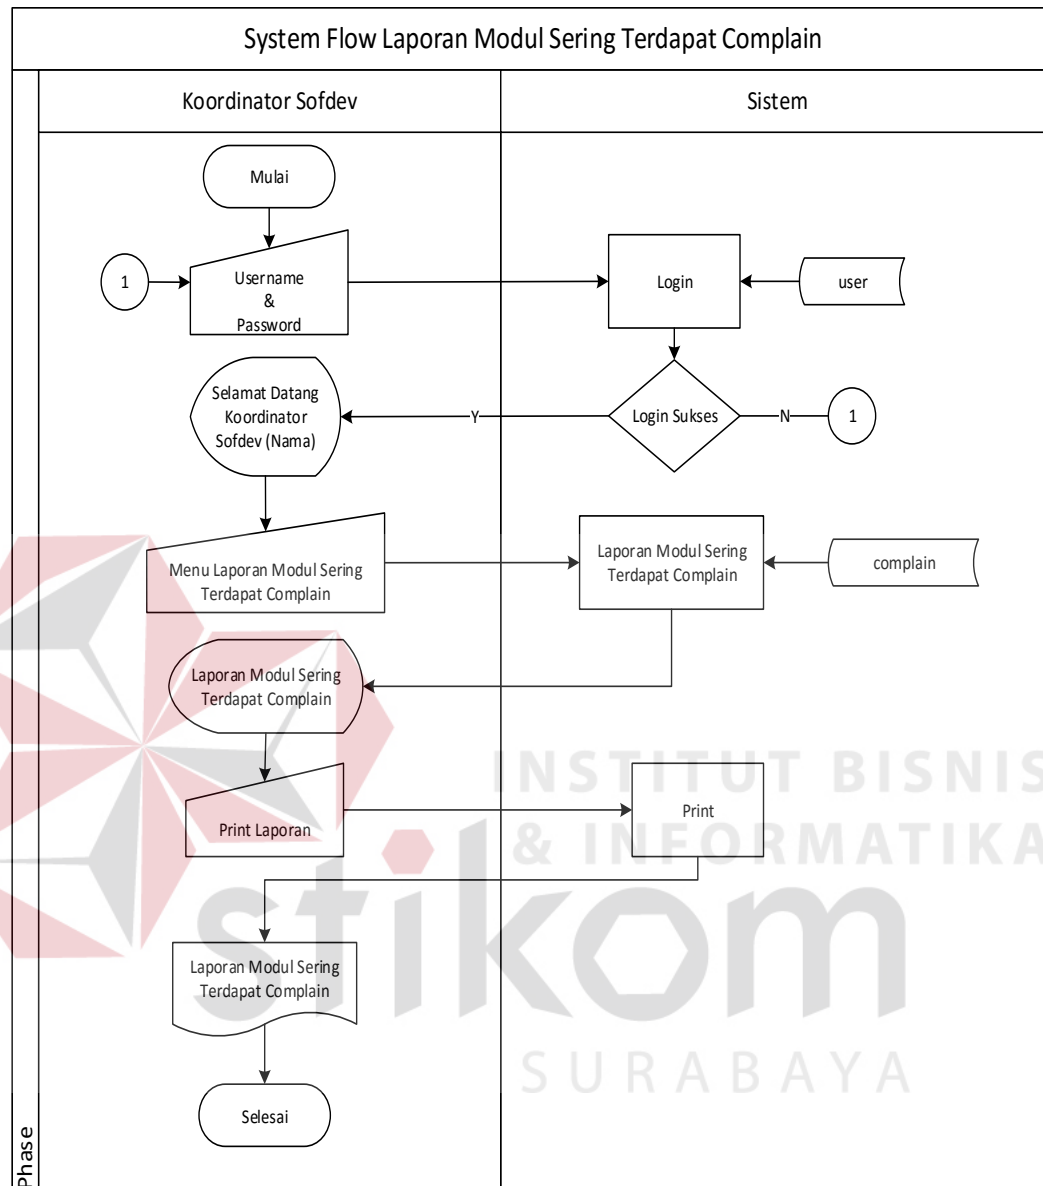 System Flow Laporan Modul Sering Terdapat Complain
Koordinator Sofdev
Sistem
Mulai
1
Username
&
Password
Login
user
Selamat Datang
Koordinator
Sofdev (Nama)
Y
Login Sukses
N
1
Menu Laporan Modul Sering
Terdapat Complain
Laporan Modul Sering
Terdapat Complain
complain
Laporan Modul Sering
Terdapat Complain
Print Laporan
Print
Laporan Modul Sering
Terdapat Complain
Selesai
Phase
INSTITUT BISNIS
& INFORMATIKA
stikom
SURABAYA